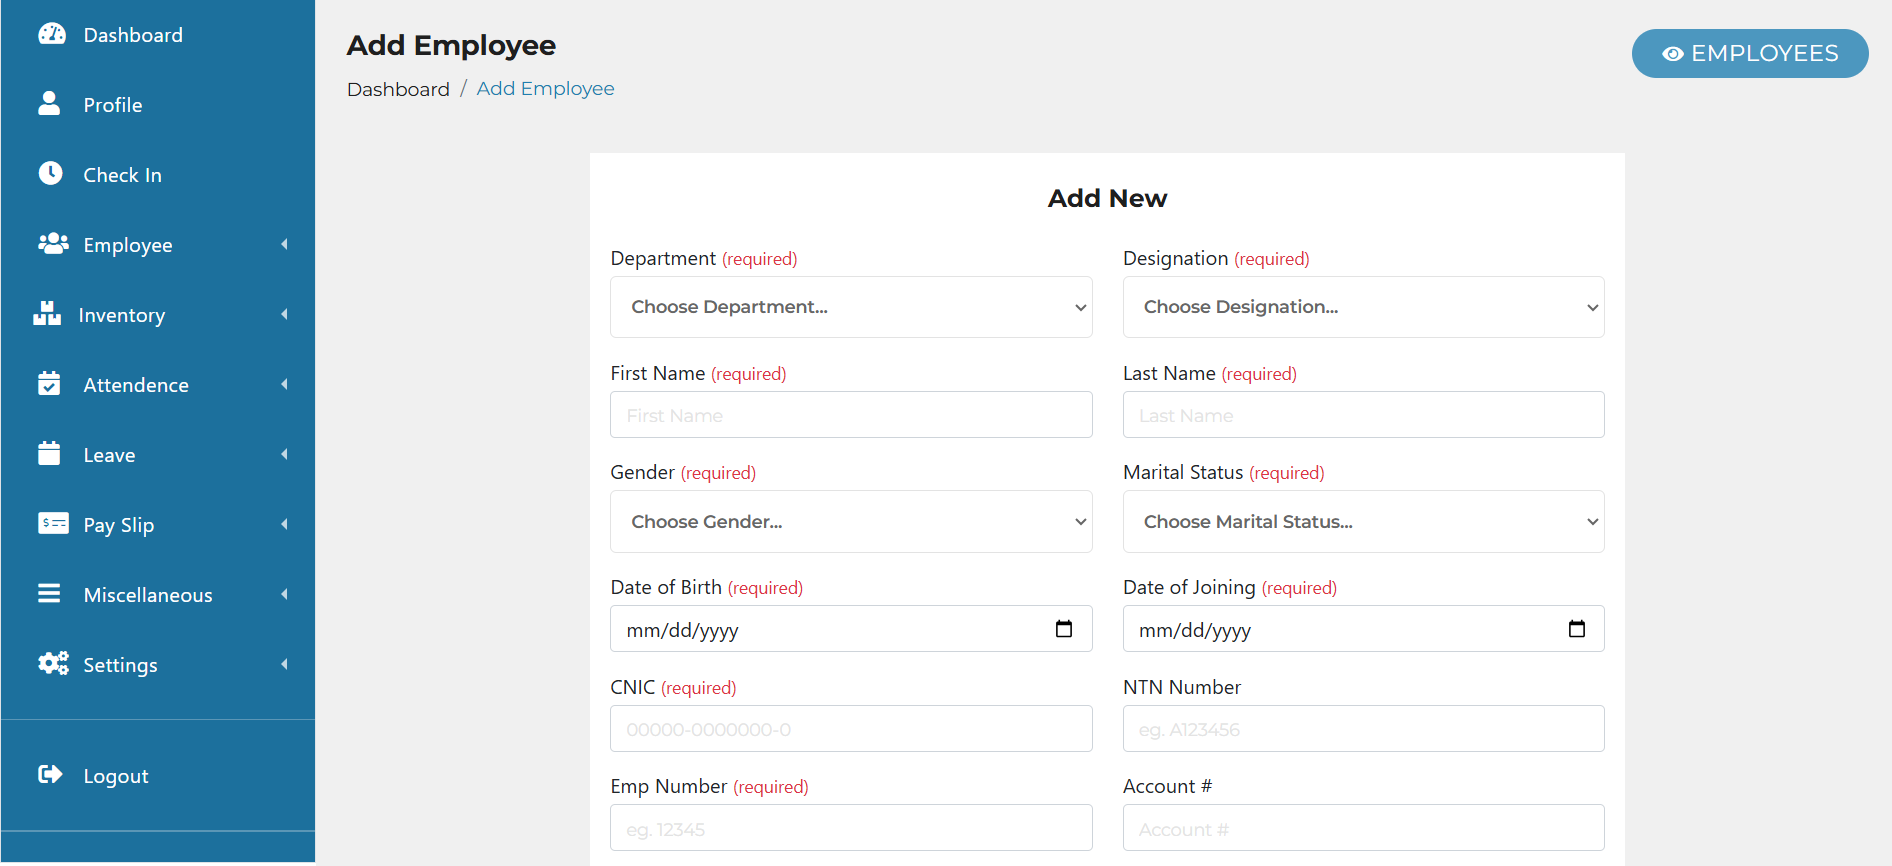 Dashboard
Profile
Check In
Employee
Inventory
Attendence
Leave
Pay Slip
Miscellaneous
Settings
Logout
Add Employee
Dashboard / Add Employee
EMPLOYEES
Add New
Department (required)
Choose Department...
Designation (required)
Choose Designation...
First Name (required)
First Name
Last Name (required)
Last Name
Gender (required)
Choose Gender...
Marital Status (required)
Choose Marital Status...
Date of Birth (required)
mm/dd/yyyy
Date of Joining (required)
mm/dd/yyyy
CNIC (required)
00000-0000000-0
NTN Number
eg. A123456
Emp Number (required)
eg. 12345
Account #
Account #